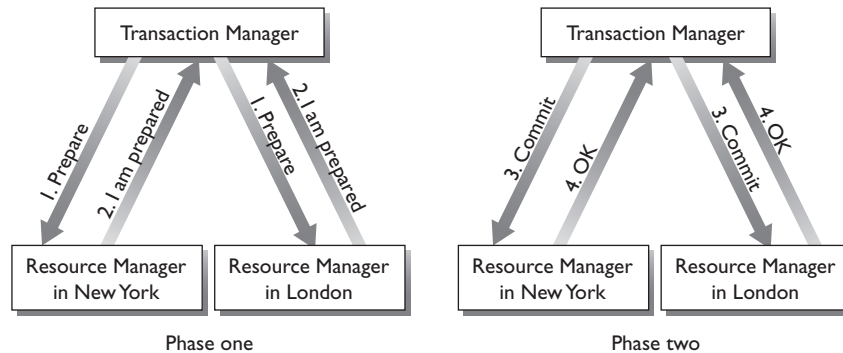 Transaction Manager
1. Prepare
2. I am prepared
1. Prepare
2. I am prepared
Resource Manager
in New York
Resource Manager
in London
Phase one
Transaction Manager
3. Commit
4. OK
3. Commit
4. OK
Resource Manager
in New York
Resource Manager
in London
Phase two